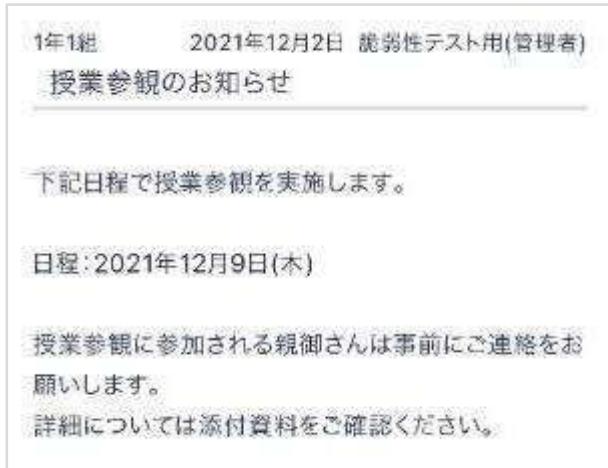 1年1組 2021年12月2日 脆弱性テスト用(管理者)
授業参観のお知らせ
下記日程で授業参観を実施します。
日程:2021年12月9日(木)
授業参観に参加される親御さんは事前にご連絡をお
願いします。
詳細については添付資料をご確認ください。